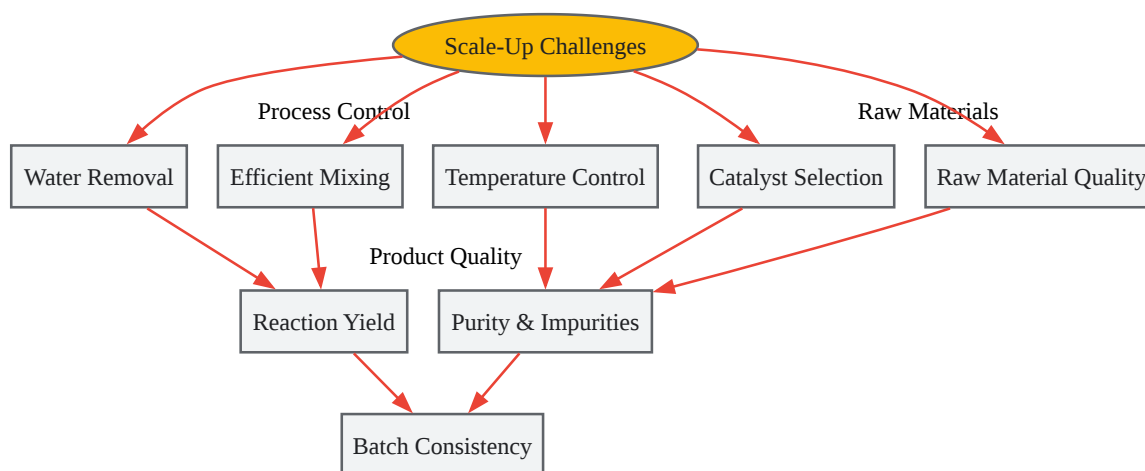 Scale-Up Challenges
Process Control
Raw Materials
Water Removal
Efficient Mixing
Temperature Control
Catalyst Selection
Raw Material Quality
Product Quality
Reaction Yield
Purity & Impurities
Batch Consistency